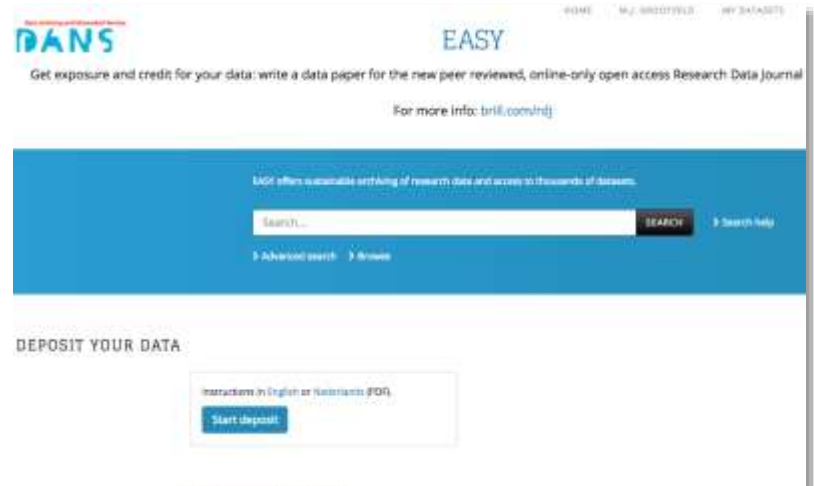 HOME M.J. GROOTVELD MY DATASETS
DANS
EASY
Get exposure and credit for your data: write a data paper for the new peer reviewed, online-only open access Research Data Journal
For more info: brill.com/rdj
EASY offers sustainable archiving of research data and access to thousands of datasets.
Search... SEARCH Search help
Advanced search Browse
DEPOSIT YOUR DATA
Instructions in English or Nederlands (PDF).
Start deposit